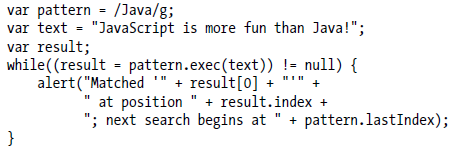 var pattern = /Java/g;
var text = "JavaScript is more fun than Java!";
var result;
while((result = pattern.exec(text)) != null) {
    alert("Matched '" + result[0] + "'" +
          " at position " + result.index +
          "; next search begins at " + pattern.lastIndex);
}